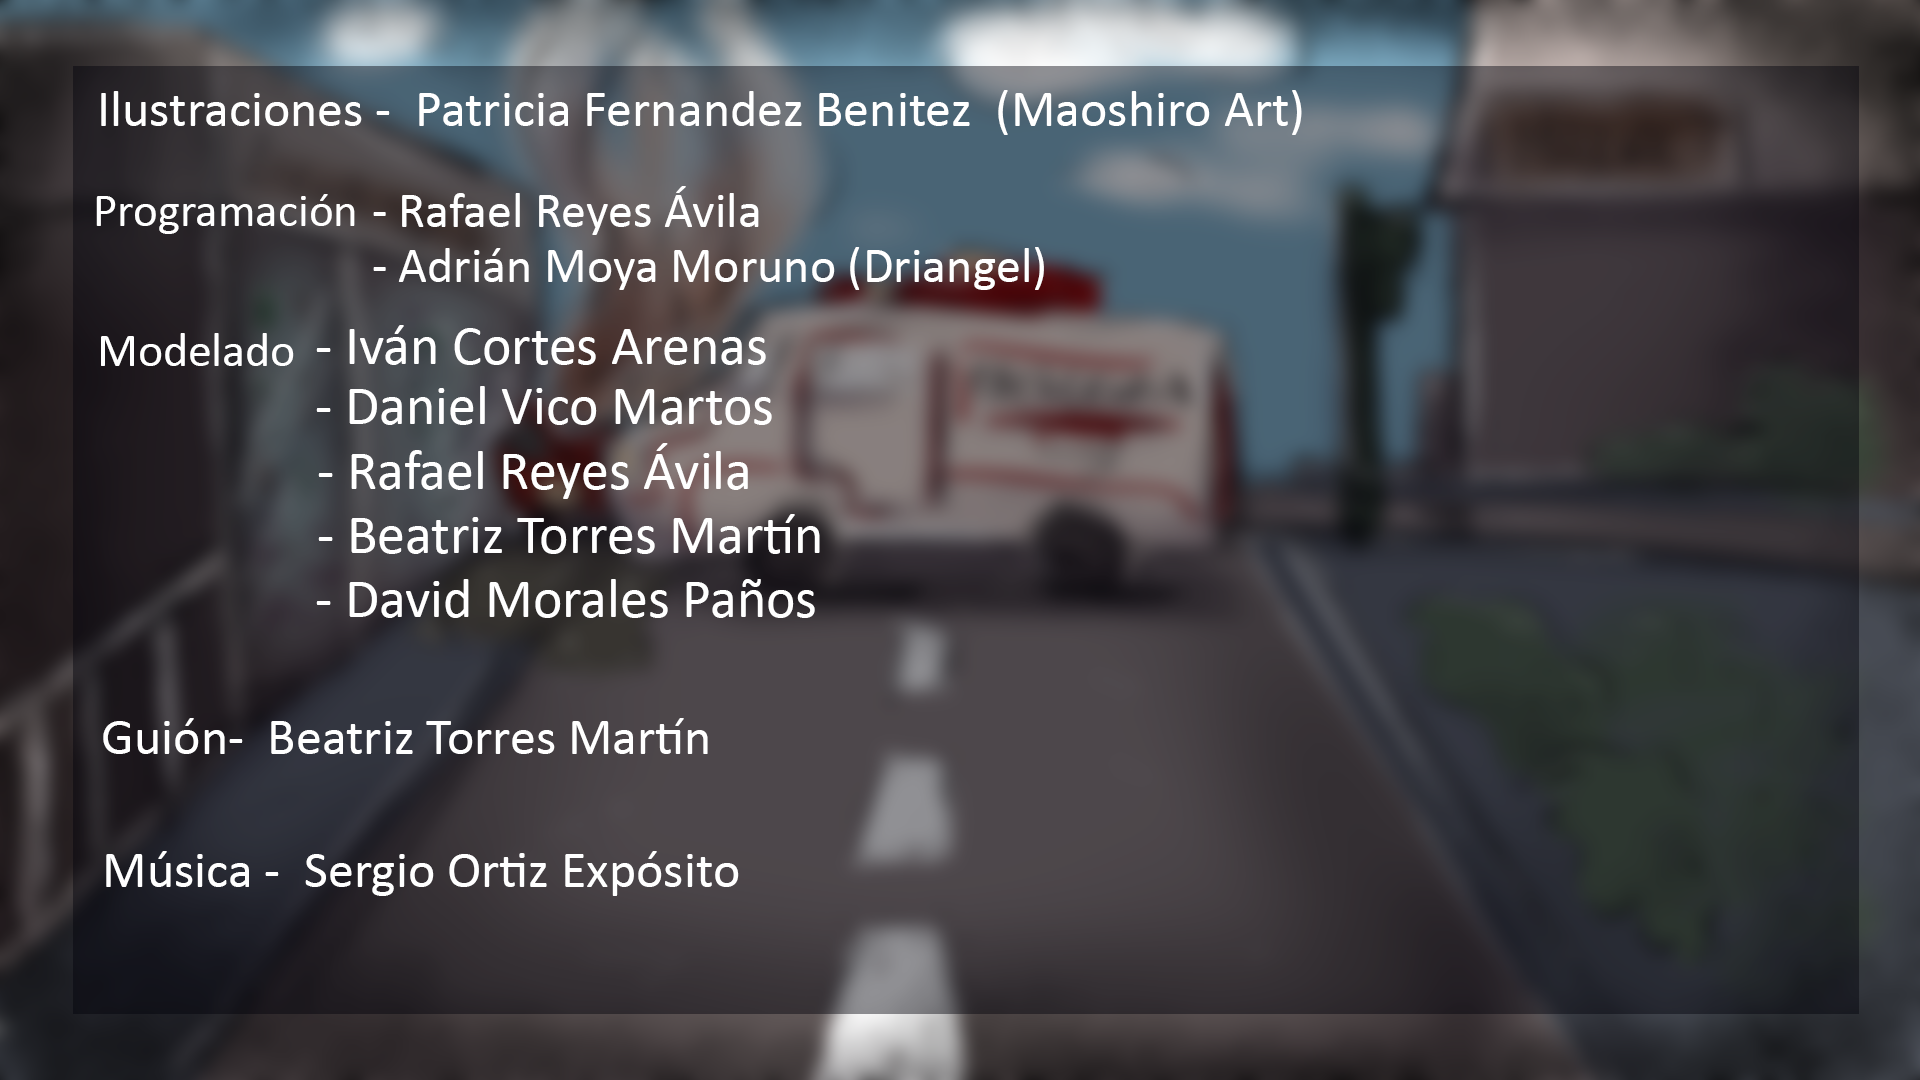 Ilustraciones - Patricia Fernandez Benitez (Maoshiro Art)
Programación - Rafael Reyes Ávila
- Adrián Moya Moruno (Driangel)
Modelado - Iván Cortes Arenas
- Daniel Vico Martos
- Rafael Reyes Ávila
- Beatriz Torres Martín
- David Morales Paños
Guión- Beatriz Torres Martín
Música - Sergio Ortiz Expósito